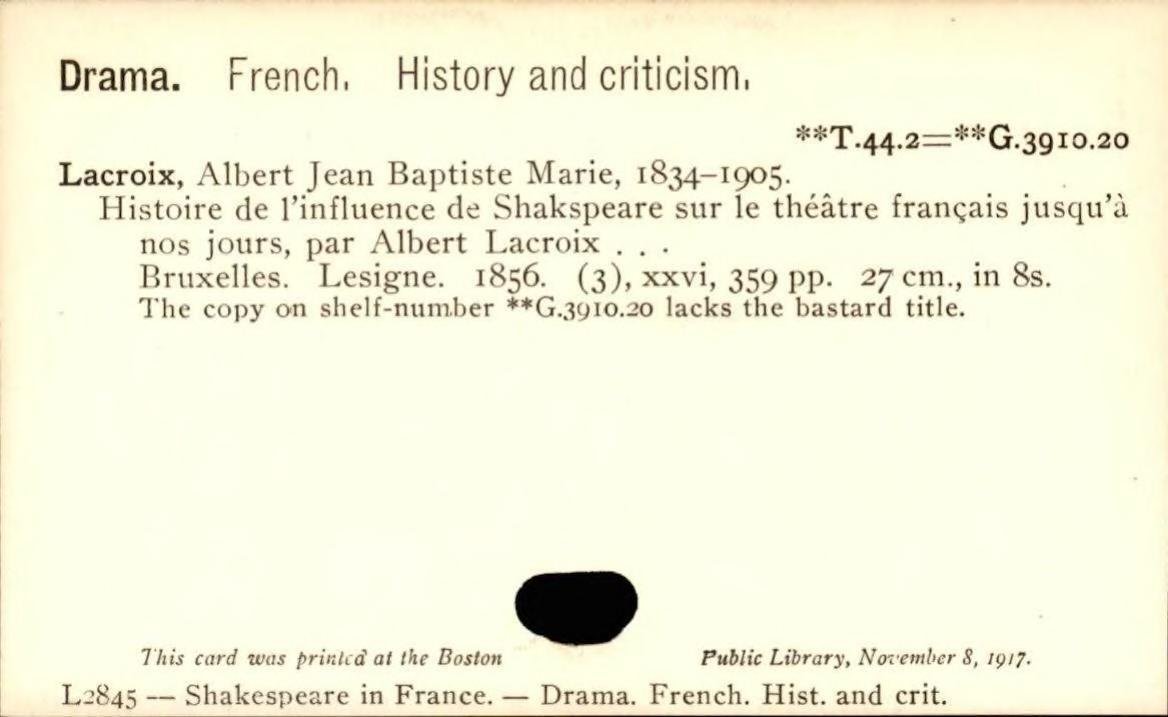 Drama. French. History and criticism.
**T.44.2=**G.3910.20
Lacroix, Albert Jean Baptiste Marie, 1834–1905.
Histoire de l'influence de Shakspeare sur le théâtre français jusqu'à
nos jours, par Albert Lacroix . . .
Bruxelles. Lesigne. 1856. (3), xxvi, 359 pp. 27 cm., in 8s.
The copy on shelf-number **G.3910.20 lacks the bastard title.
This card was printed at the Boston Public Library, November 8, 1917.
L2845 — Shakespeare in France. — Drama. French. Hist. and crit.